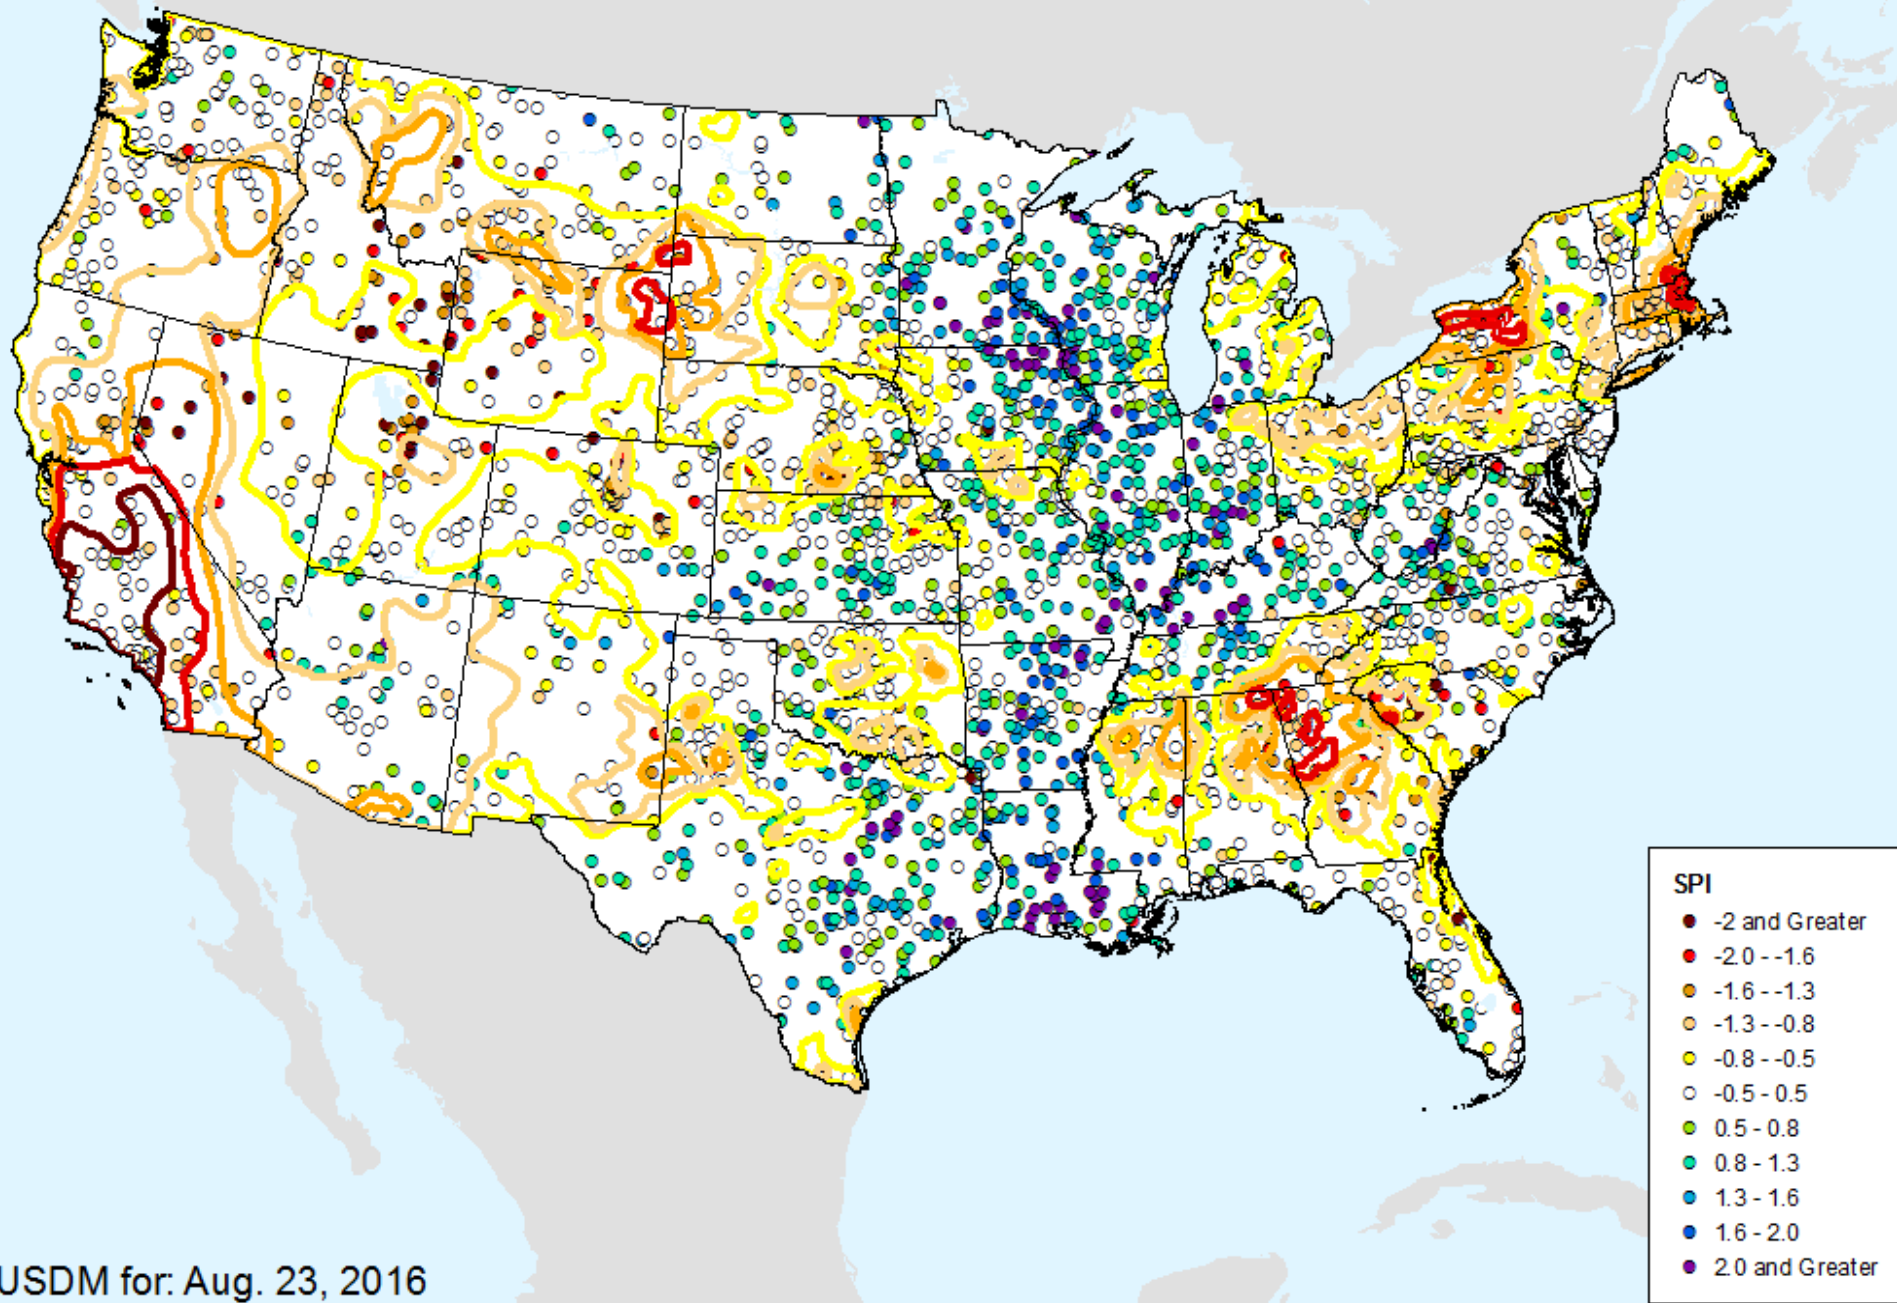 SPI
-2 and Greater
-2.0 - -1.6
-1.6 - -1.3
-1.3 - -0.8
-0.8 - -0.5
-0.5 - 0.5
0.5 - 0.8
0.8 - 1.3
1.3 - 1.6
1.6 - 2.0
2.0 and Greater
USDM for: Aug. 23, 2016